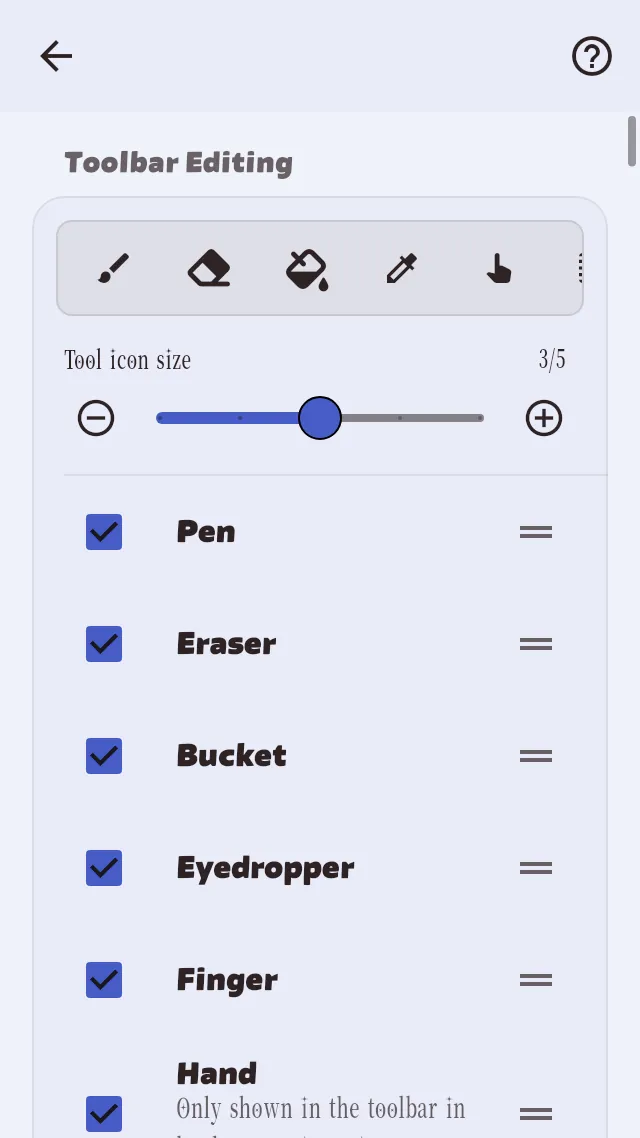 Toolbar Editing
Tool icon size
3/5
Pen
Eraser
Bucket
Eyedropper
Finger
Hand
Only shown in the toolbar in